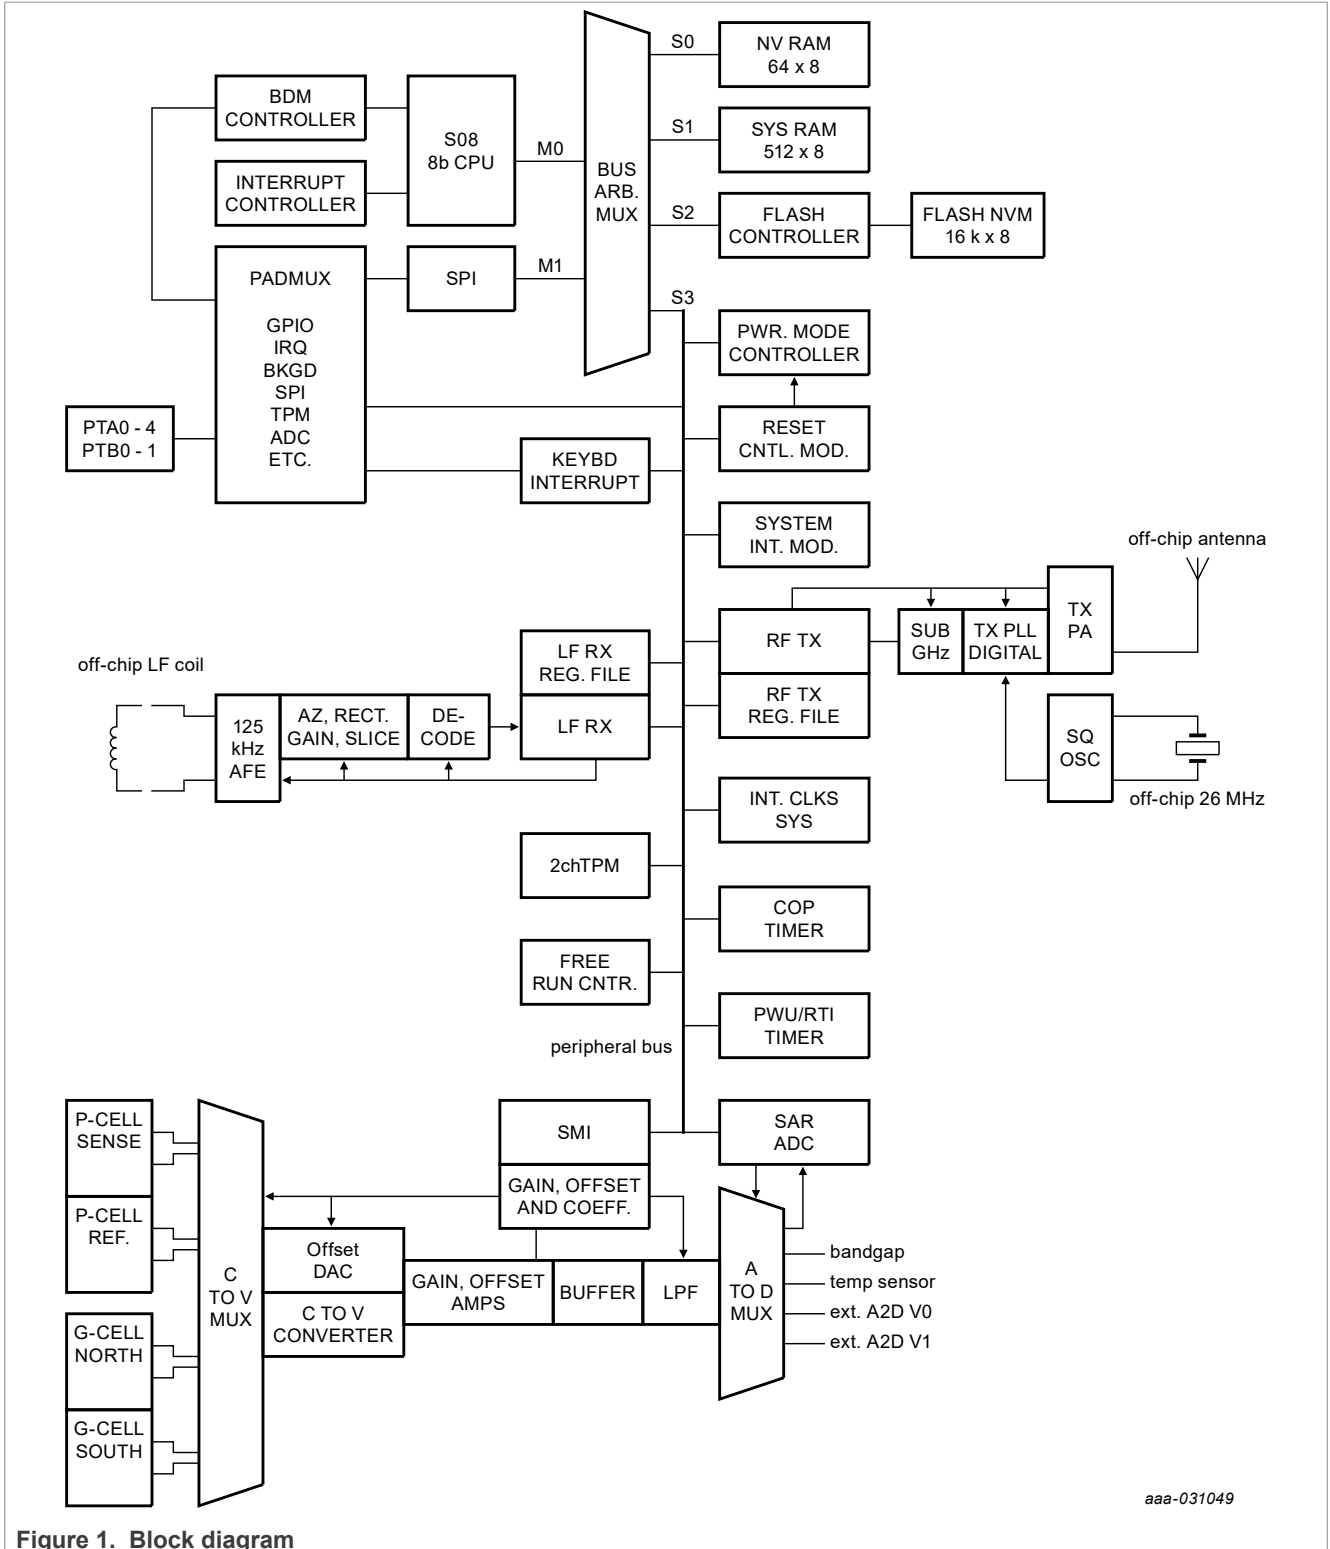 S0
NV RAM
64 x 8
BDM
CONTROLLER
S08
8b CPU
M0
BUS
ARB.
MUX
S1
SYS RAM
512 x 8
INTERRUPT
CONTROLLER
S2
FLASH
CONTROLLER
FLASH NVM
16 k x 8
PADMUX
GPIO
IRQ
BKGD
SPI
TPM
ADC
ETC.
SPI
M1
S3
PWR. MODE
CONTROLLER
PTA0 - 4
PTB0 - 1
RESET
CNTL. MOD.
KEYBD
INTERRUPT
SYSTEM
INT. MOD.
off-chip antenna
RF TX
SUB
GHz
TX PLL
DIGITAL
TX
PA
LF RX
REG. FILE
RF TX
REG. FILE
off-chip LF coil
125
kHz
AFE
AZ, RECT.
GAIN, SLICE
DE-
CODE
LF RX
SQ
OSC
off-chip 26 MHz
INT. CLKS
SYS
2chTPM
COP
TIMER
FREE
RUN CNTR.
PWU/RTI
TIMER
peripheral bus
P-CELL
SENSE
SMI
SAR
ADC
GAIN, OFFSET
AND COEFF.
P-CELL
REF.
C
TO V
MUX
Offset
DAC
C TO V
CONVERTER
GAIN, OFFSET
AMPS
BUFFER
LPF
A
TO D
MUX
bandgap
temp sensor
ext. A2D V0
ext. A2D V1
G-CELL
NORTH
G-CELL
SOUTH
aaa-031049
Figure 1. Block diagram